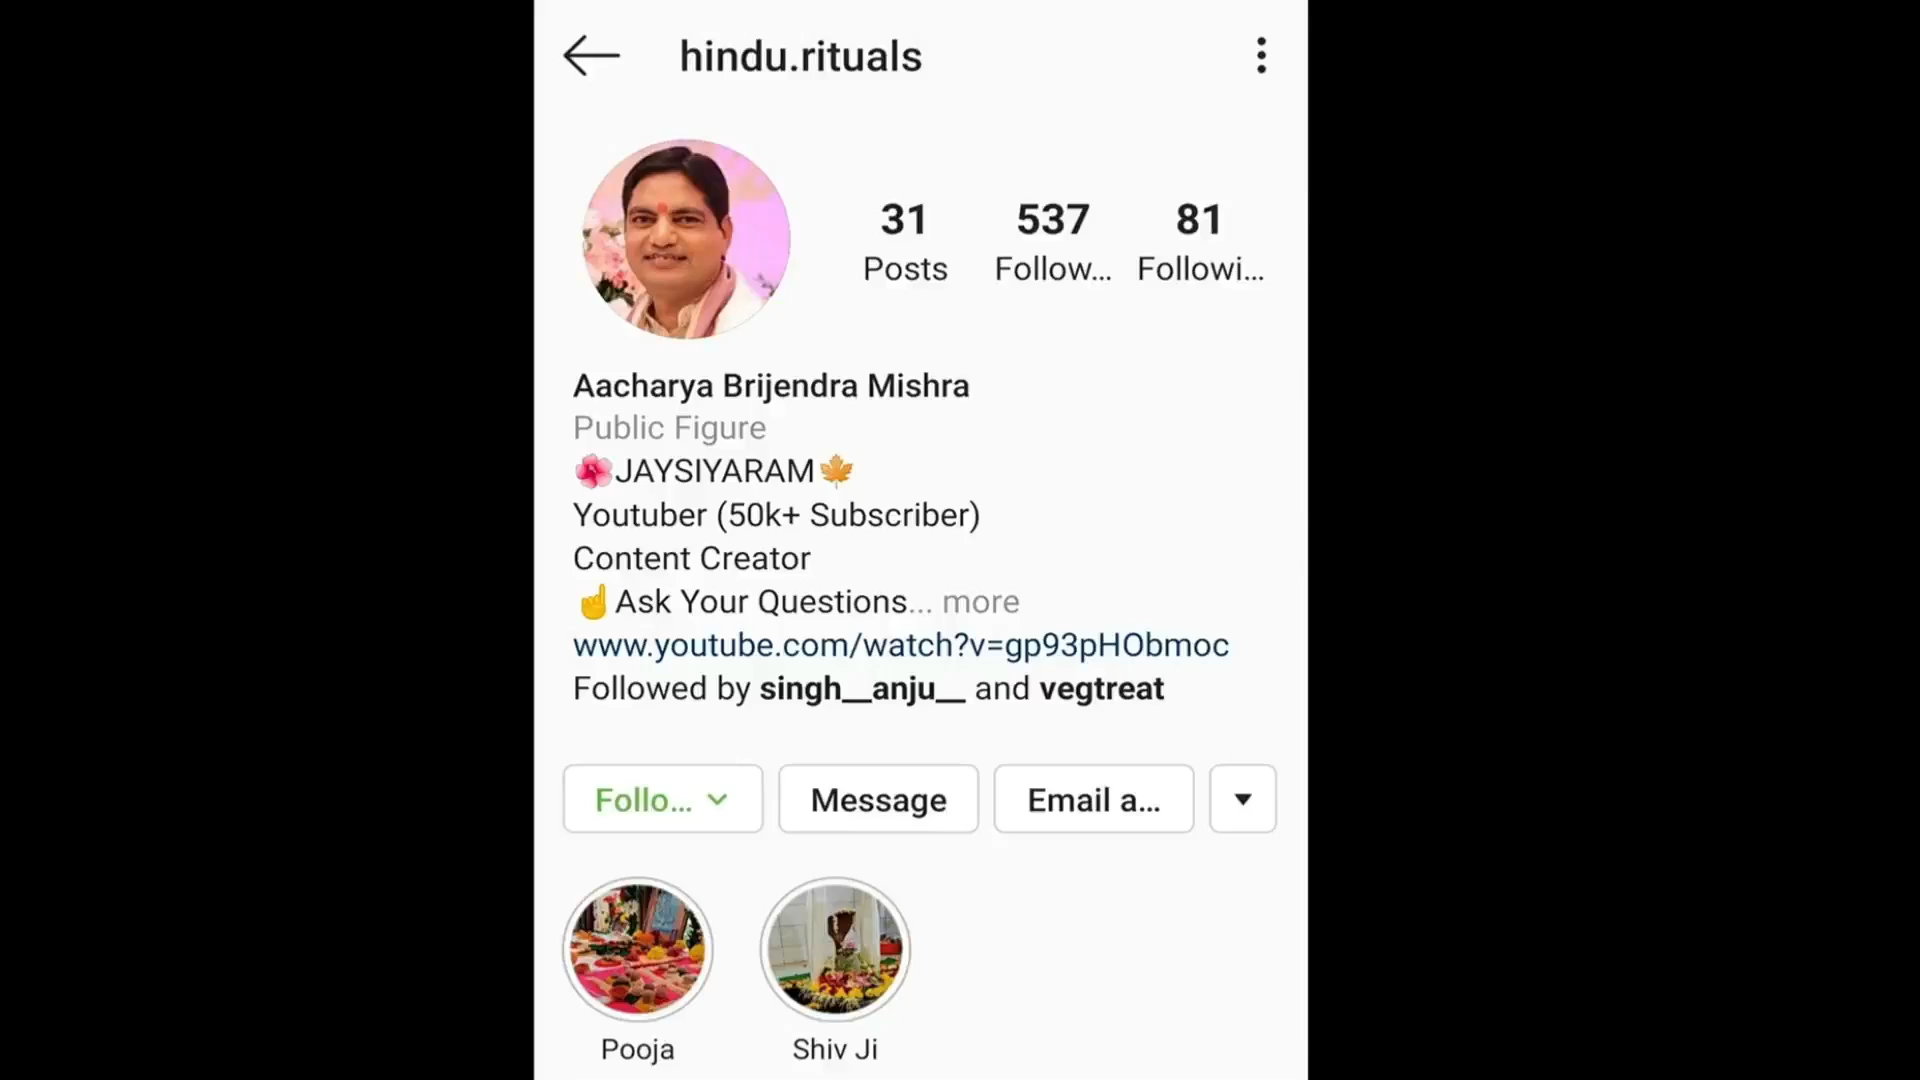 hindu.rituals
31 537 81
Posts Follow... Followi...
Aacharya Brijendra Mishra
Public Figure
🌺JAYSIYARAM🍁
Youtuber (50k+ Subscriber)
Content Creator
☝Ask Your Questions... more
www.youtube.com/watch?v=gp93pHObmoc
Followed by singh__anju__ and vegtreat
Follo... Message Email a...
Pooja Shiv Ji